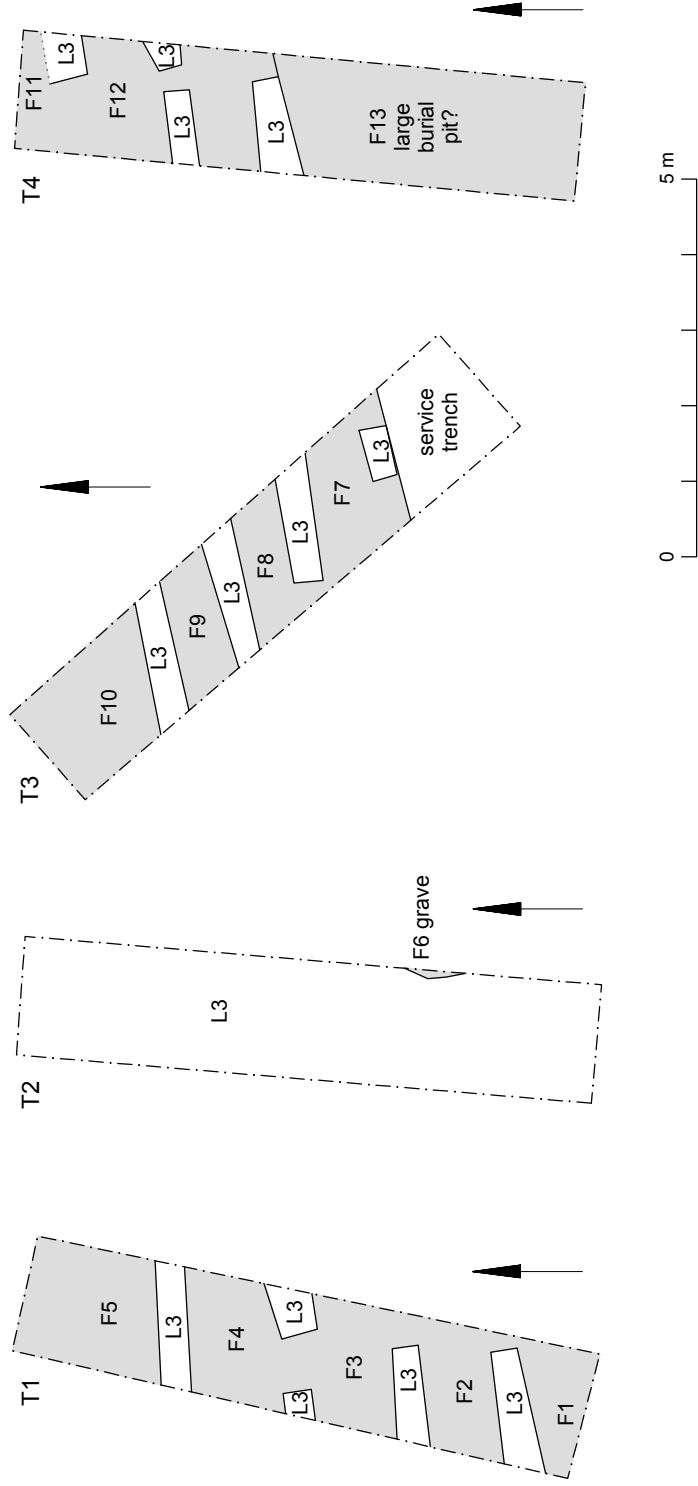 T1
F5
L3
F4
L3
L3
F3
L3
F2
L3
F1
T2
L3
F6 grave
T3
F10
L3
F9
L3
F8
L3
F7
L3
service
trench
T4
F11
L3
F12
L3
L3
L3
F13
large
burial
pit?
0
5 m